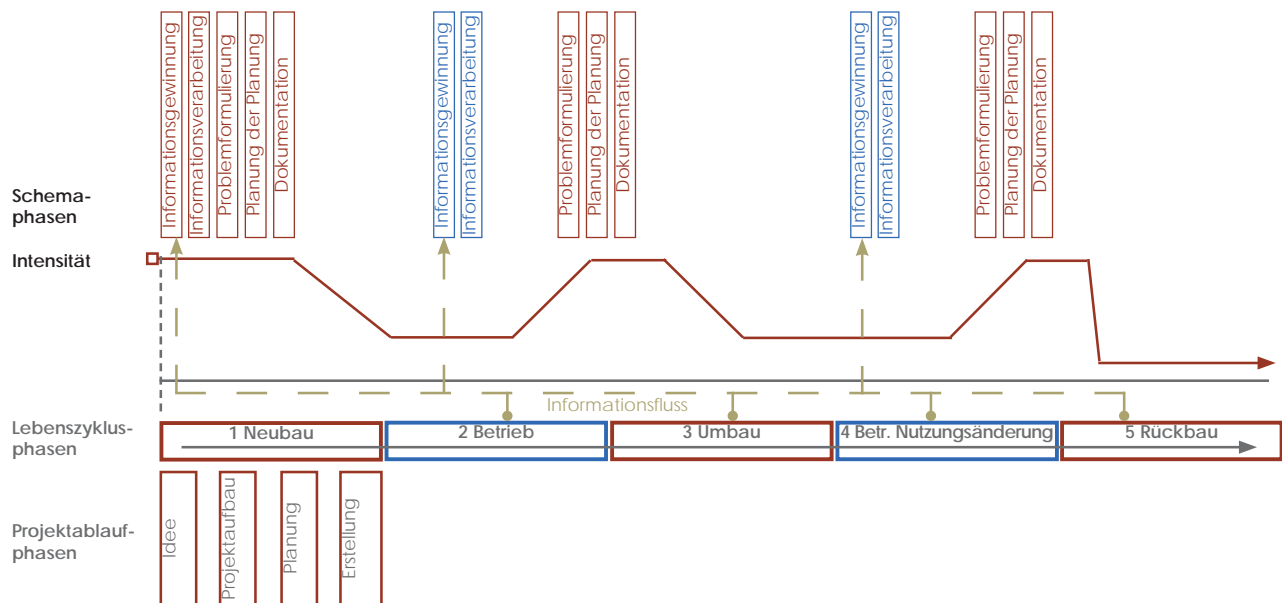 Informationsgewinnung
Informationsverarbeitung
Problemformulierung
Planung der Planung
Dokumentation
Informationsgewinnung
Informationsverarbeitung
Problemformulierung
Planung der Planung
Dokumentation
Informationsgewinnung
Informationsverarbeitung
Problemformulierung
Planung der Planung
Dokumentation
Schema-
phasen
Intensität
Informationsfluss
Lebenszyklus-
phasen
1 Neubau
2 Betrieb
3 Umbau
4 Betr. Nutzungsänderung
5 Rückbau
Projektablauf-
phasen
Idee
Projektaufbau
Planung
Erstellung